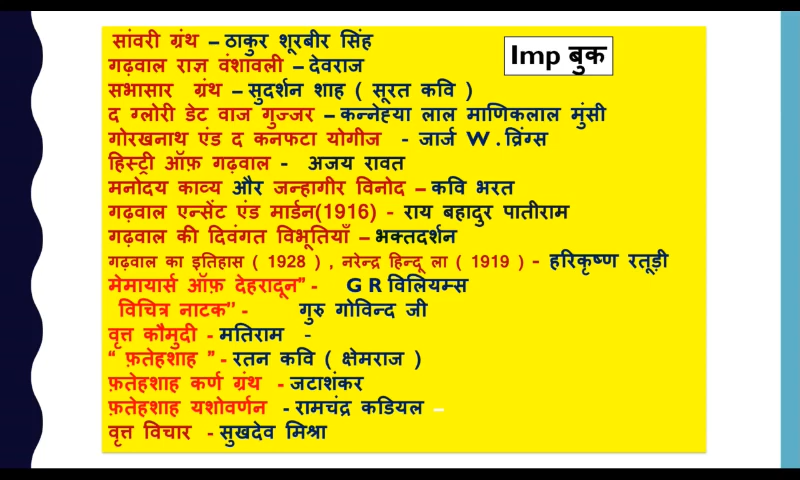 सांवरी ग्रंथ – ठाकुर शूरबीर सिंह
Imp बुक
गढ़वाल राज्ञ वंशावली – देवराज
सभासार ग्रंथ – सुदर्शन शाह ( सूरत कवि )
द ग्लोरी डेट वाज गुज्जर – कन्नेह्या लाल माणिकलाल मुंसी
गोरखनाथ एंड द कनफटा योगीज - जार्ज W . व्रिंग्स
हिस्ट्री ऑफ़ गढ़वाल - अजय रावत
मनोदय काव्य और जन्हागीर विनोद – कवि भरत
गढ़वाल एन्सेंट एंड मार्डन(1916) - राय बहादुर पातीराम
गढ़वाल की दिवंगत विभूतियाँ – भक्तदर्शन
गढ़वाल का इतिहास ( 1928 ) , नरेन्द्र हिन्दू ला ( 1919 ) - हरिकृष्ण रतूड़ी
मेमायार्स ऑफ़ देहरादून” - G R विलियम्स
विचित्र नाटक” - गुरु गोविन्द जी
वृत्त कौमुदी - मतिराम -
“ फ़तेहशाह ” - रतन कवि ( क्षेमराज )
फ़तेहशाह कर्ण ग्रंथ - जटाशंकर
फ़तेहशाह यशोवर्णन - रामचंद्र कडियल –
वृत्त विचार - सुखदेव मिश्रा